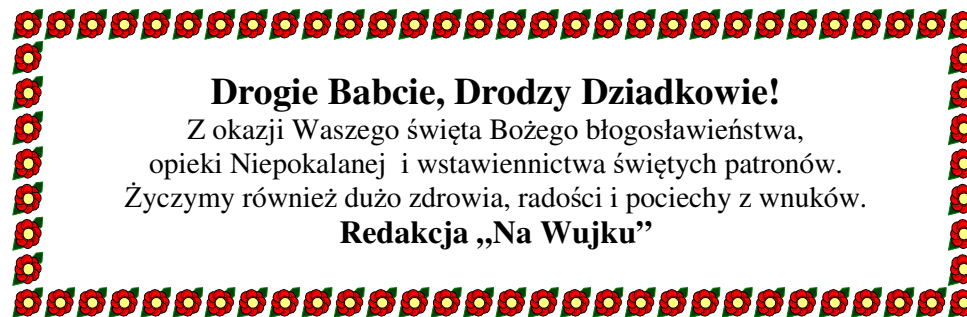 Drogie Babcie, Drodzy Dziadkowie!
Z okazji Waszego święta Bożego błogosławieństwa,
opieki Niepokalanej  i wstawiennictwa świętych patronów.
Życzymy również dużo zdrowia, radości i pociechy z wnuków.
Redakcja „Na Wujku”